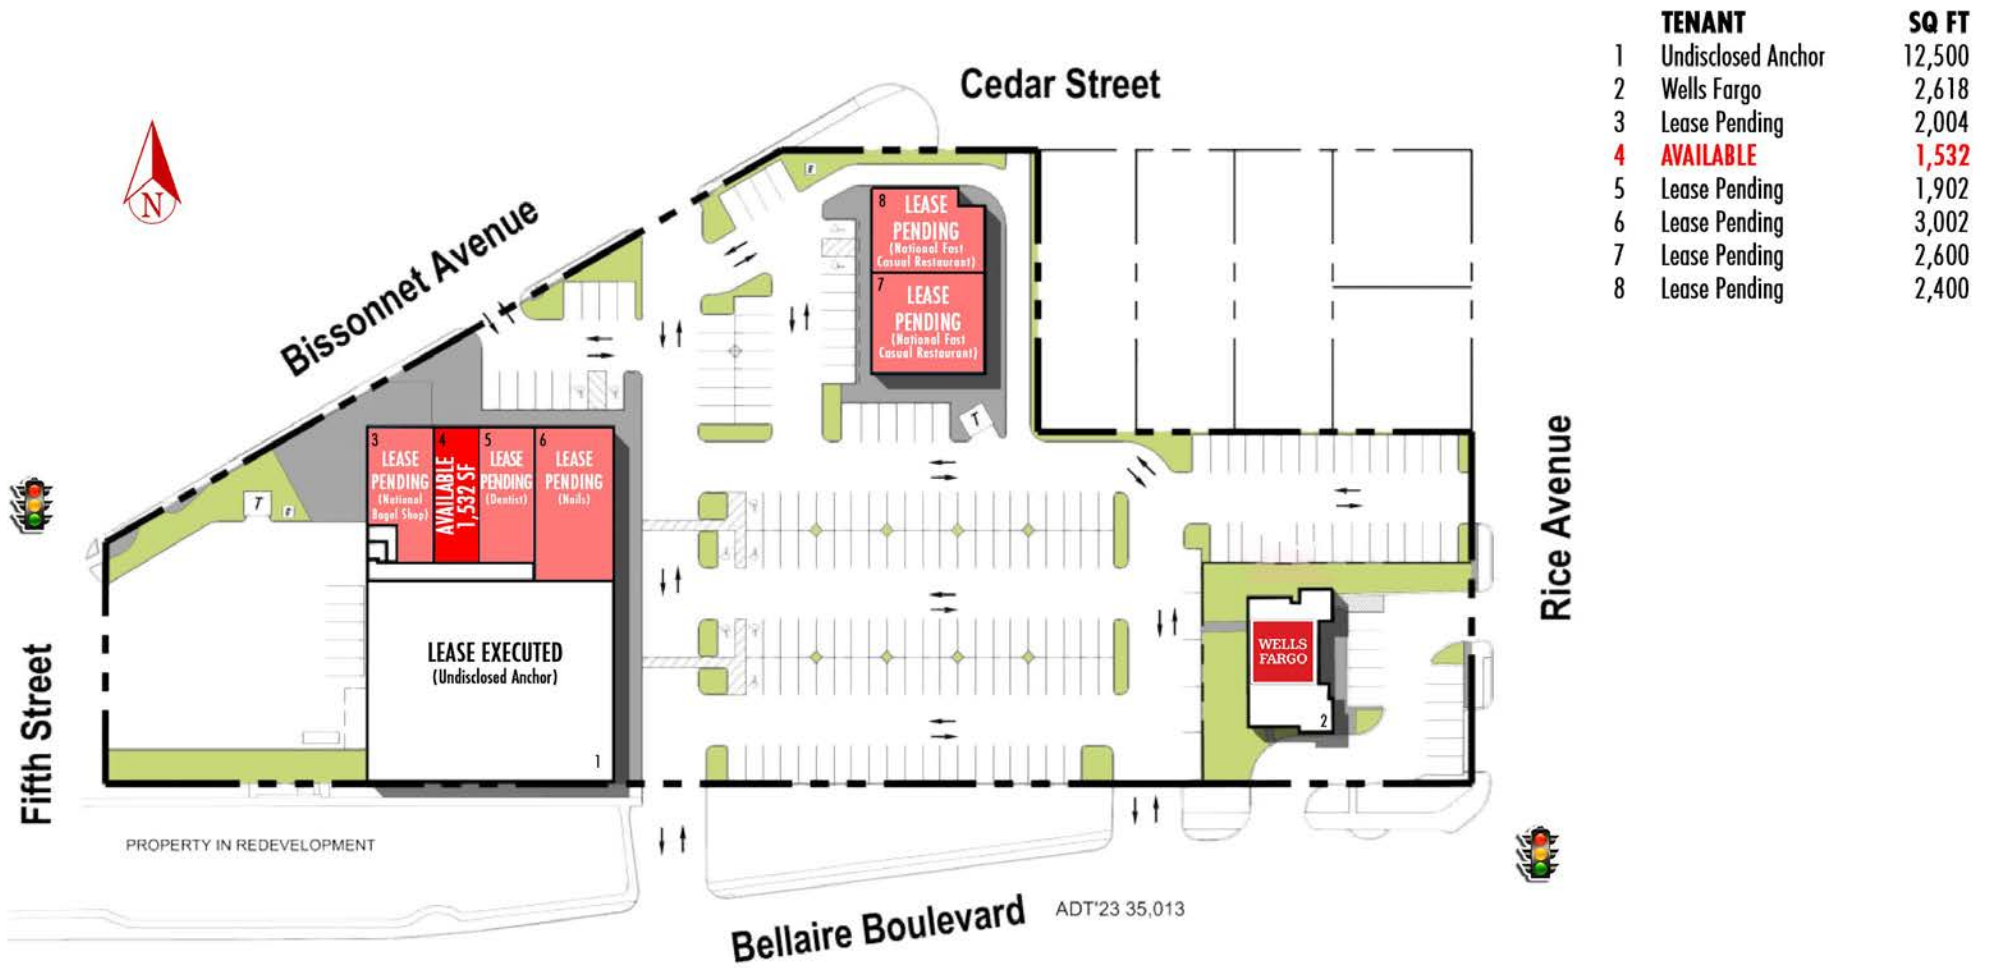 TENANT SQ FT
1 Undisclosed Anchor 12,500
2 Wells Fargo 2,618
3 Lease Pending 2,004
4 AVAILABLE 1,532
5 Lease Pending 1,902
6 Lease Pending 3,002
7 Lease Pending 2,600
8 Lease Pending 2,400
Cedar Street
N
Bissonnet Avenue
8 LEASE
PENDING
(National Fast
Casual Restaurant)
7
LEASE
PENDING
(National Fast
Casual Restaurant)
T
3
LEASE
PENDING
(National
Bagel Shop)
4
AVAILABLE
1,532 SF
5
LEASE
PENDING
(Dentist)
6
LEASE
PENDING
(Nails)
T
LEASE EXECUTED
(Undisclosed Anchor)
1
WELLS
FARGO
2
Rice Avenue
Fifth Street
PROPERTY IN REDEVELOPMENT
Bellaire Boulevard
ADT'23 35,013